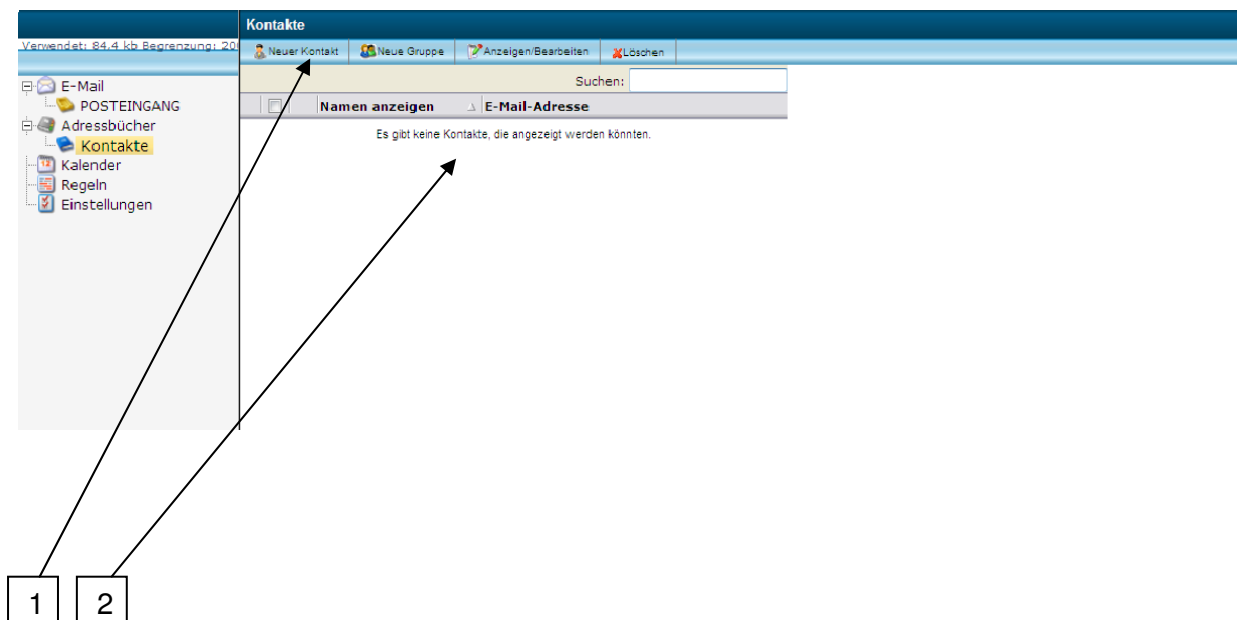 Kontakte
Verwendet: 84.4 kb Begrenzung: 20
Neuer Kontakt Neue Gruppe Anzeigen/Bearbeiten Löschen
Suchen:
Namen anzeigen E-Mail-Adresse
Es gibt keine Kontakte, die angezeigt werden könnten.
E-Mail
POSTEINGANG
Adressbücher
Kontakte
12
Kalender
Regeln
Einstellungen
1 2